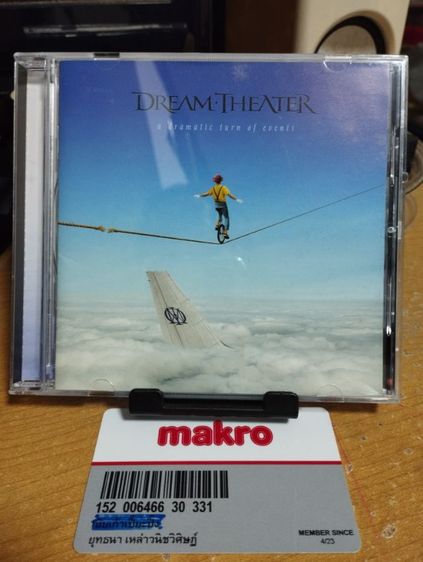 DREAM·THEATER
a dramatic turn of events
makro
152 006466 30 331
ยุทธนา เหล่าวนิชวิศิษฎ์
MEMBER SINCE
4/23